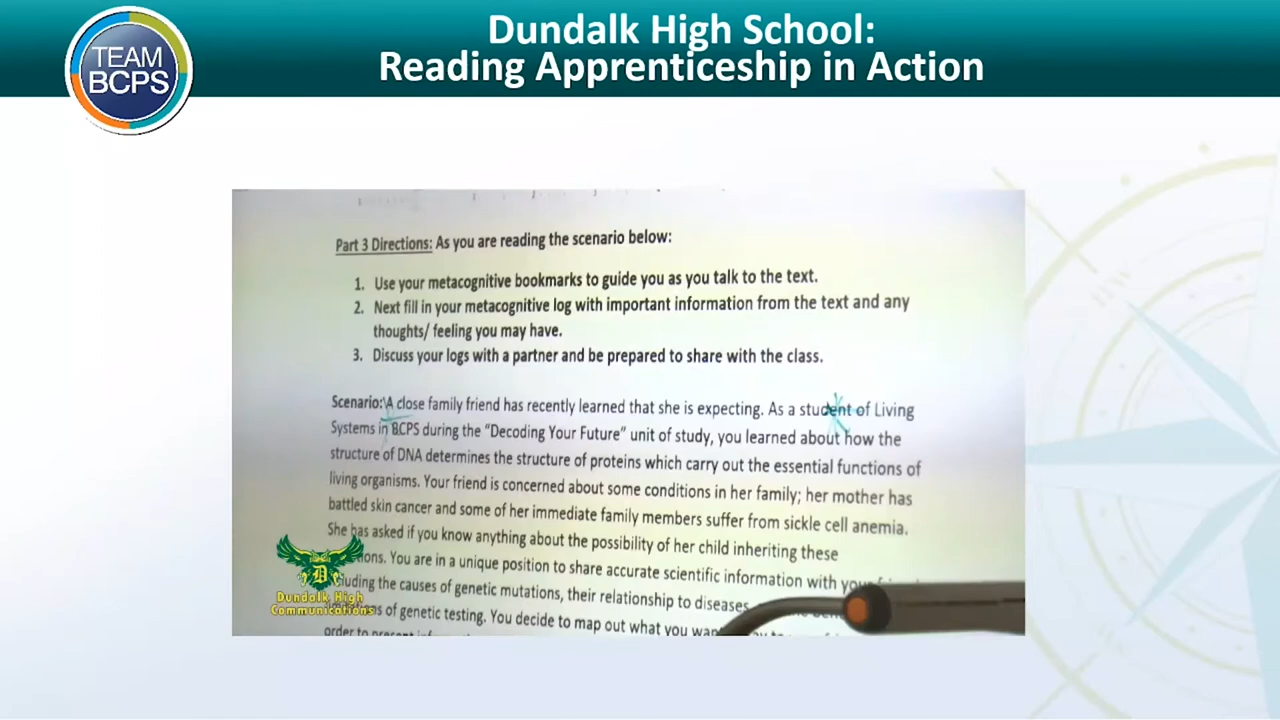 Dundalk High School:
Reading Apprenticeship in Action
TEAM
BCPS
Part 3 Directions: As you are reading the scenario below:
1. Use your metacognitive bookmarks to guide you as you talk to the text.
2. Next fill in your metacognitive log with important information from the text and any
thoughts/ feeling you may have.
3. Discuss your logs with a partner and be prepared to share with the class.
Scenario: A close family friend has recently learned that she is expecting. As a student of Living
Systems in BCPS during the "Decoding Your Future" unit of study, you learned about how the
structure of DNA determines the structure of proteins which carry out the essential functions of
living organisms. Your friend is concerned about some conditions in her family; her mother has
battled skin cancer and some of her immediate family members suffer from sickle cell anemia.
She has asked if you know anything about the possibility of her child inheriting these
You are in a unique position to share accurate scientific information with
the causes of genetic mutations, their relationship to diseases
of genetic testing. You decide to map out what you
order to
D
Dundalk High
Communications